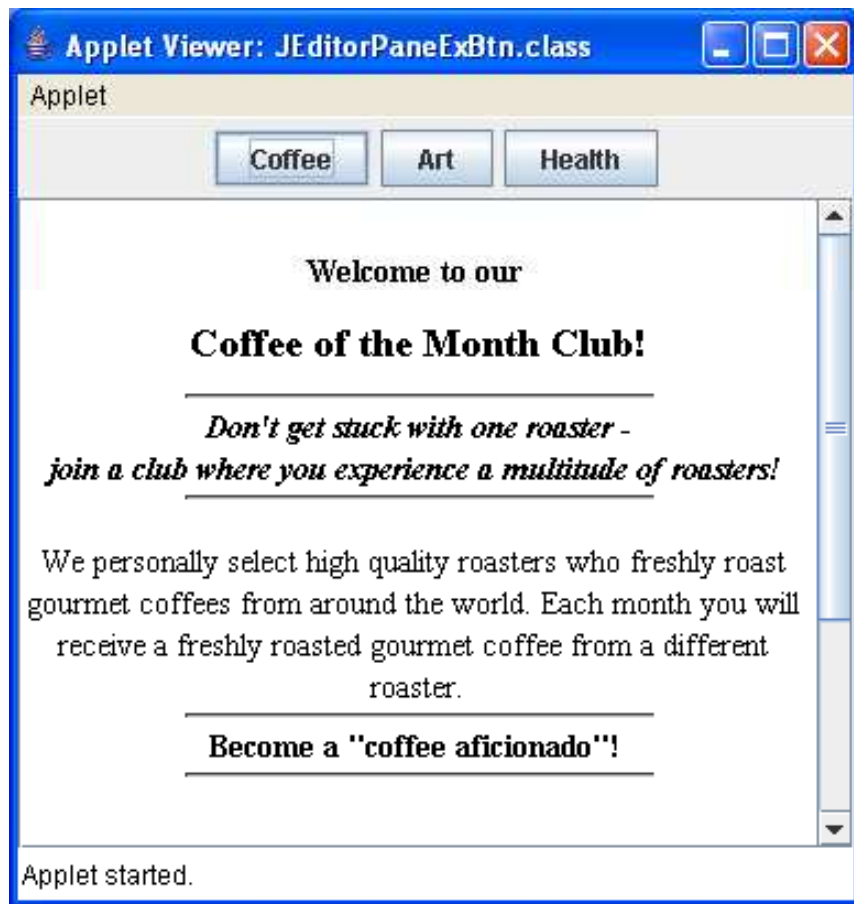 Applet Viewer: JEditorPaneExBtn.class
Applet
Coffee Art Health
Welcome to our
Coffee of the Month Club!
Don't get stuck with one roaster -
join a club where you experience a multitude of roasters!
We personally select high quality roasters who freshly roast
gourmet coffees from around the world. Each month you will
receive a freshly roasted gourmet coffee from a different
roaster.
Become a "coffee aficionado"!
Applet started.